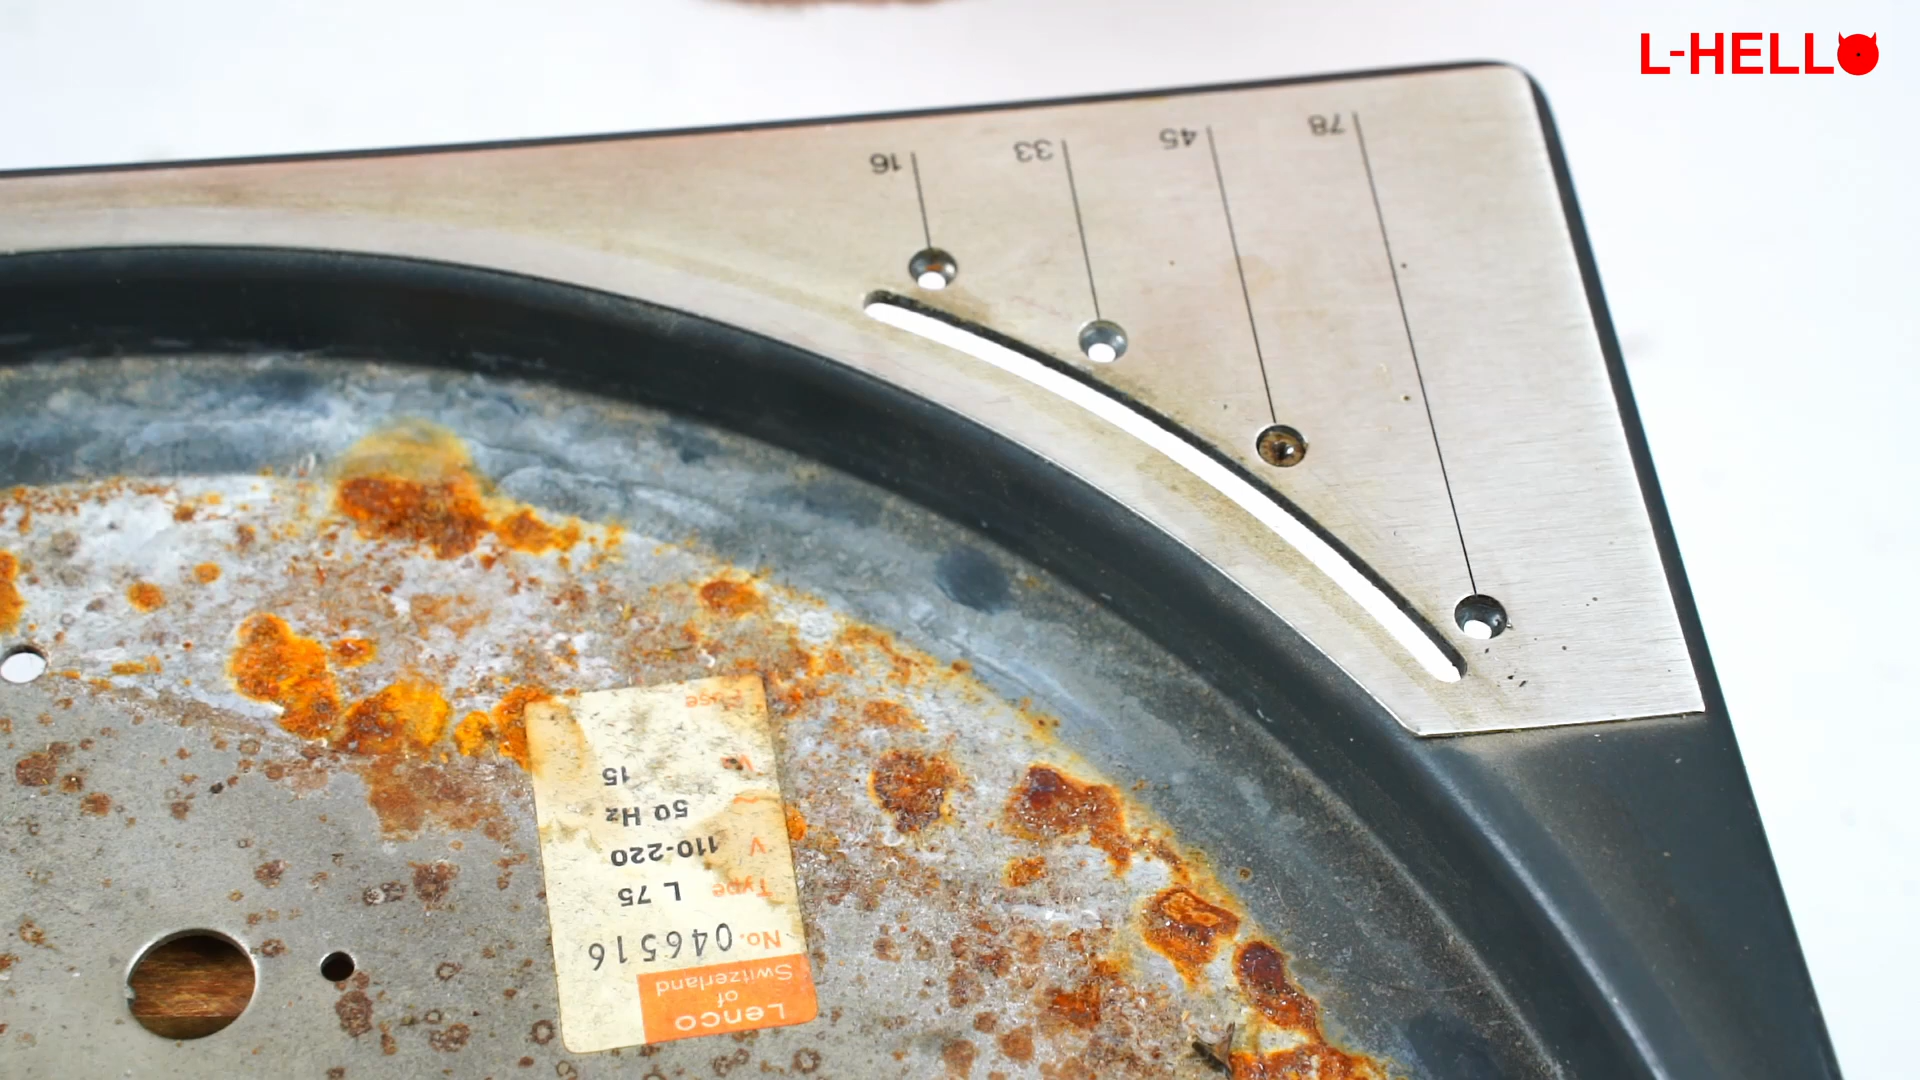 L-HELLO
16
33
45
78
Lenco
of
Switzerland
No. 046516
Type L 75
V 110-220
~ 50 Hz
15